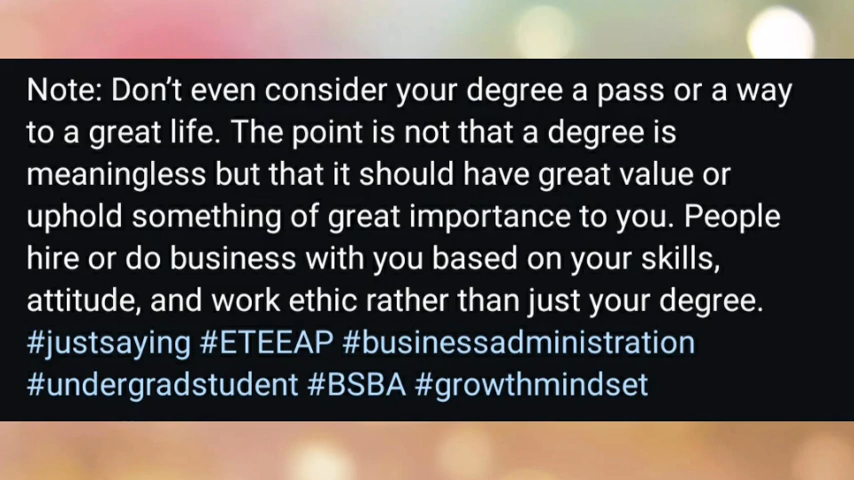 Note: Don’t even consider your degree a pass or a way
to a great life. The point is not that a degree is
meaningless but that it should have great value or
uphold something of great importance to you. People
hire or do business with you based on your skills,
attitude, and work ethic rather than just your degree.
#justsaying #ETEEAP #businessadministration
#undergradstudent #BSBA #growthmindset